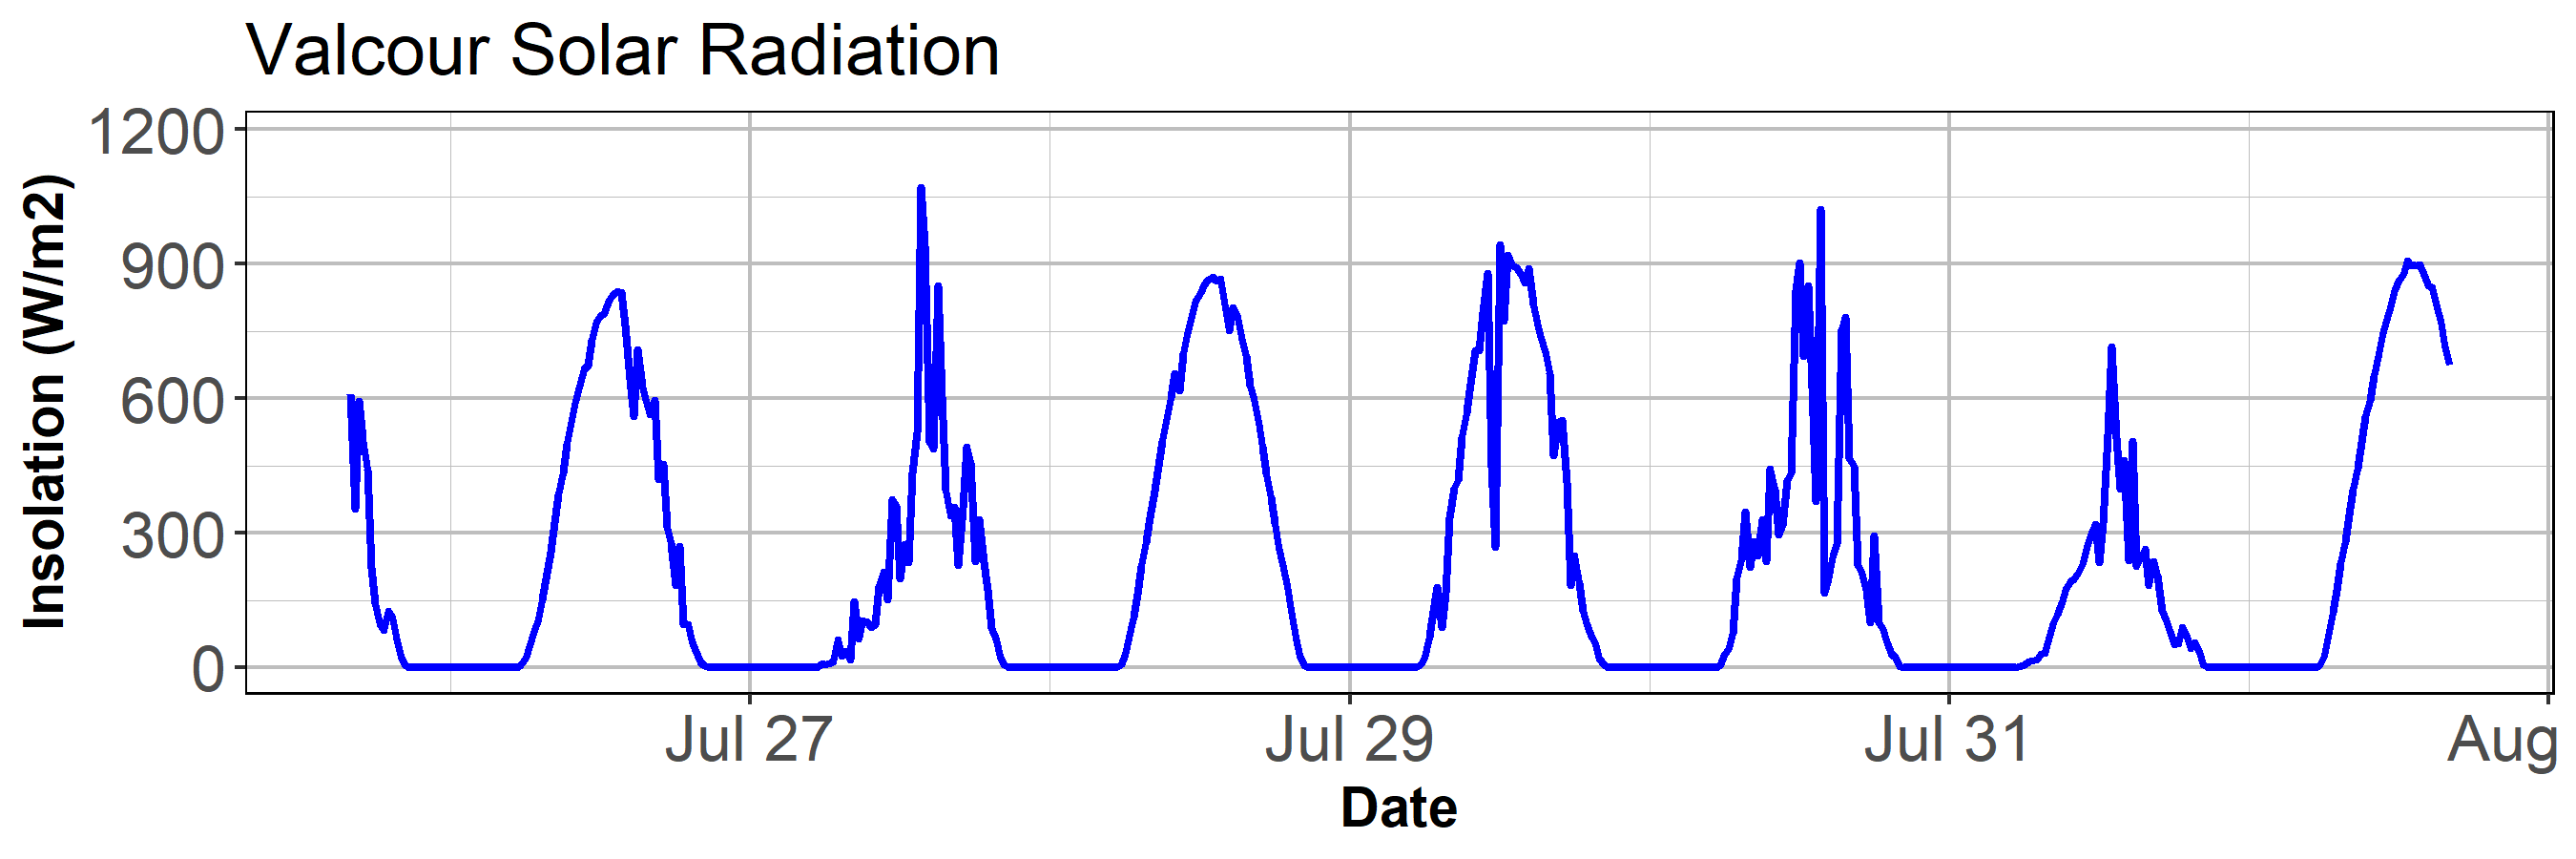 Valcour Solar Radiation
1200
900
600
300
0
Insolation (W/m2)
Jul 27
Jul 29
Jul 31
Aug
Date